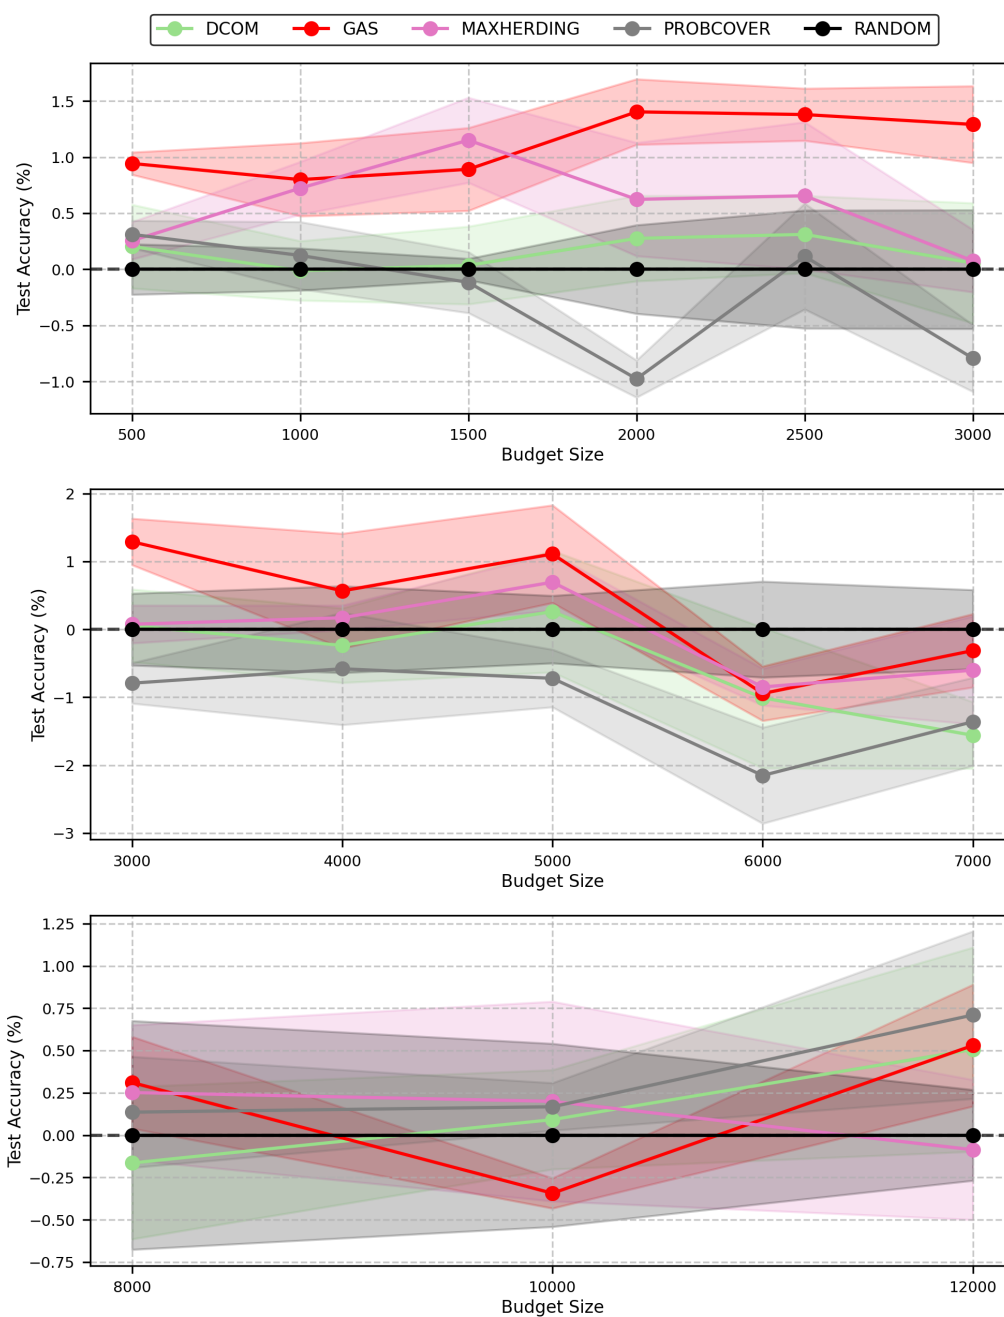 DCOM GAS MAXHERDING PROBCOVER RANDOM
Test Accuracy (%)
1.5
1.0
0.5
0.0
−0.5
−1.0
500 1000 1500 2000 2500 3000
Budget Size
Test Accuracy (%)
2
1
0
−1
−2
−3
3000 4000 5000 6000 7000
Budget Size
Test Accuracy (%)
1.25
1.00
0.75
0.50
0.25
0.00
−0.25
−0.50
−0.75
8000 10000 12000
Budget Size